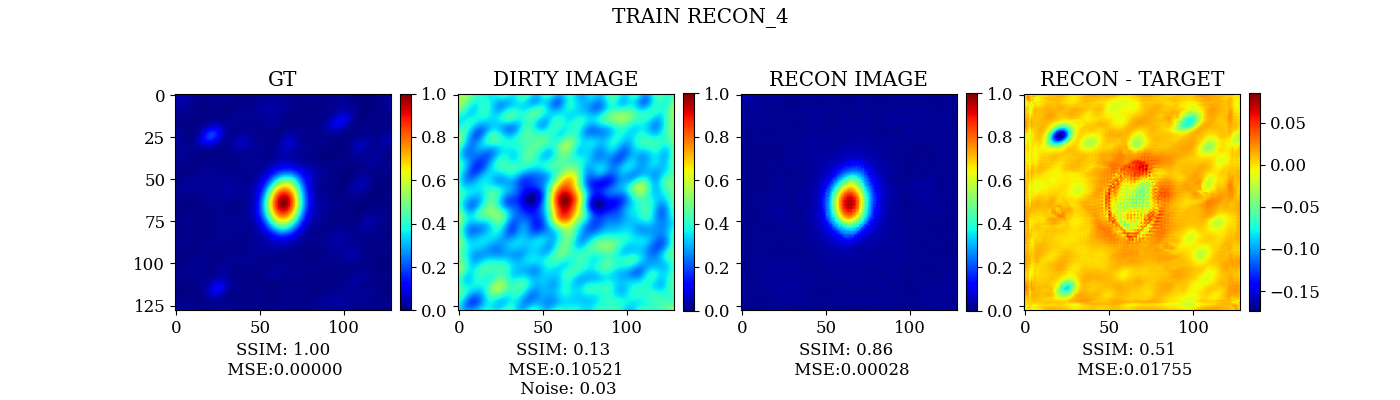 TRAIN RECON_4
GT
DIRTY IMAGE
RECON IMAGE
RECON - TARGET
0
25
50
75
100
125
0 50 100
1.0
0.8
0.6
0.4
0.2
0.0
0 50 100
1.0
0.8
0.6
0.4
0.2
0.0
0 50 100
1.0
0.8
0.6
0.4
0.2
0.0
0 50 100
0.05
0.00
−0.05
−0.10
−0.15
SSIM: 1.00
MSE:0.00000
SSIM: 0.13
MSE:0.10521
Noise: 0.03
SSIM: 0.86
MSE:0.00028
SSIM: 0.51
MSE:0.01755